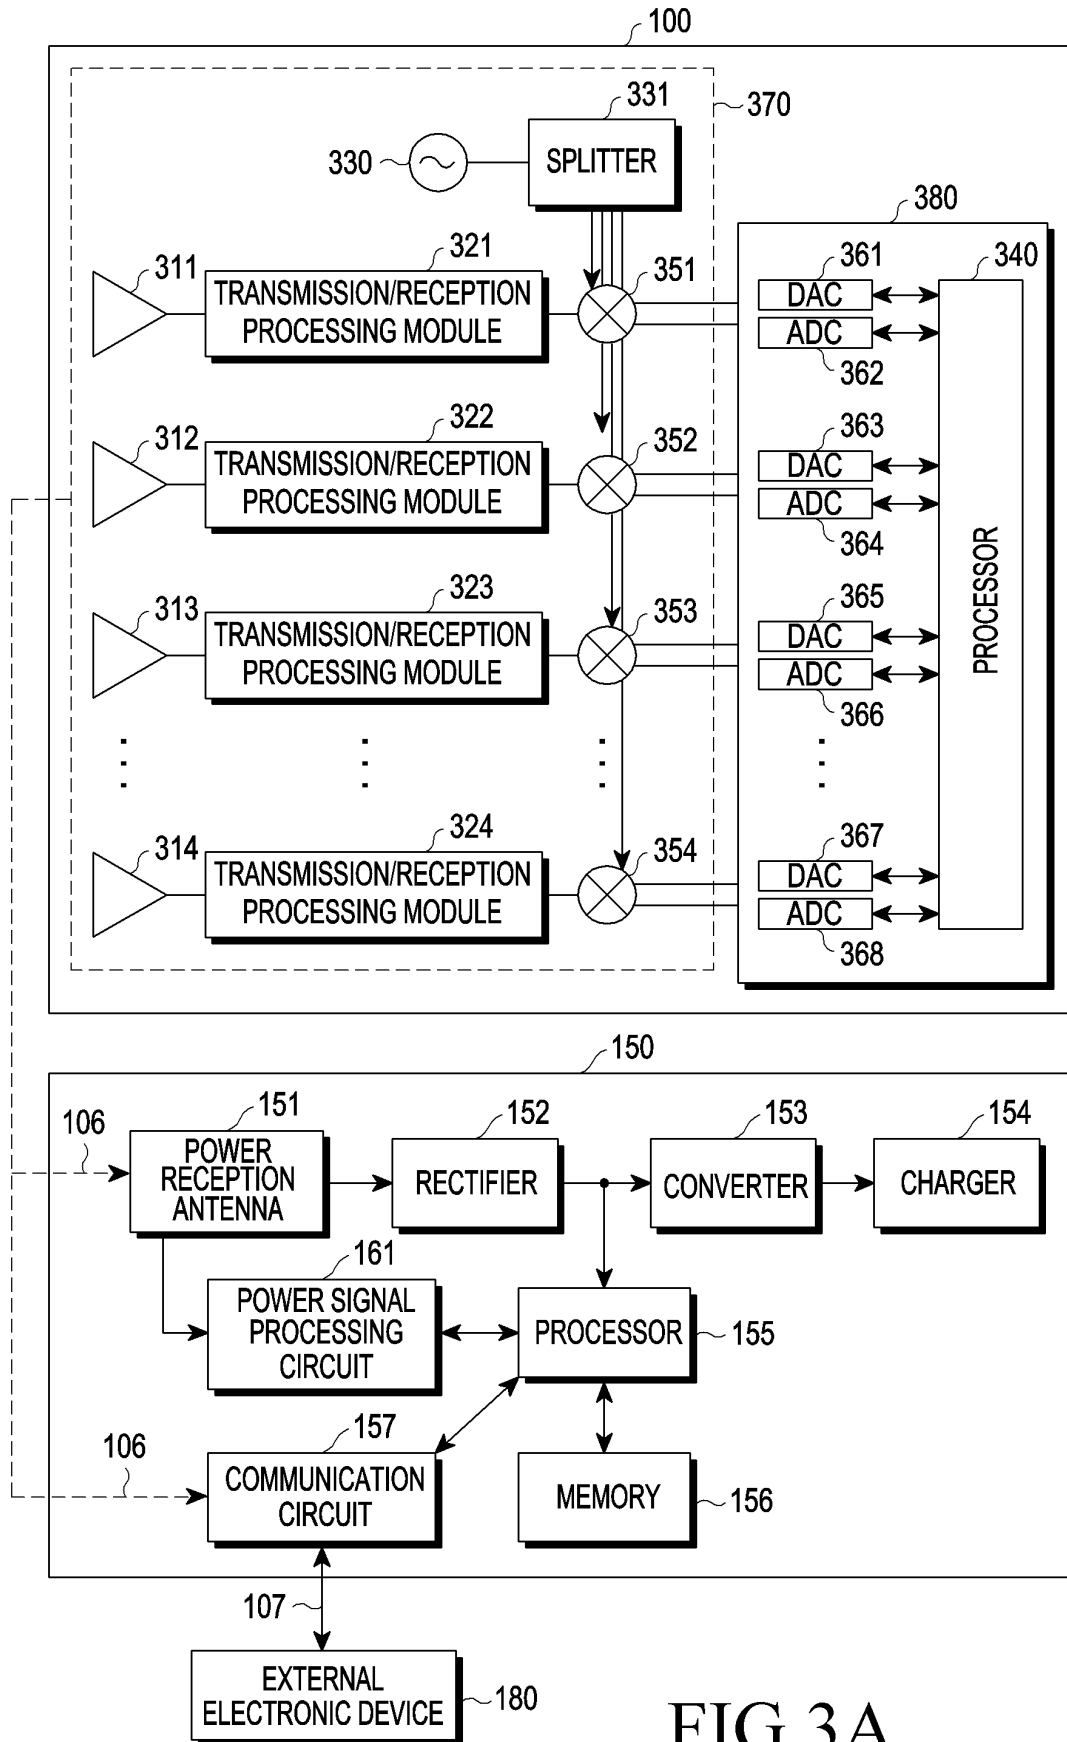 100
370
331
330
SPLITTER
380
311
321
351
361
340
TRANSMISSION/RECEPTION
PROCESSING MODULE
DAC
ADC
362
312
322
352
363
TRANSMISSION/RECEPTION
PROCESSING MODULE
DAC
ADC
364
PROCESSOR
313
323
353
365
TRANSMISSION/RECEPTION
PROCESSING MODULE
DAC
ADC
366
314
324
354
367
TRANSMISSION/RECEPTION
PROCESSING MODULE
DAC
ADC
368
150
106
151
152
153
154
POWER
RECEPTION
ANTENNA
RECTIFIER
CONVERTER
CHARGER
161
POWER SIGNAL
PROCESSING
CIRCUIT
PROCESSOR
155
106
157
COMMUNICATION
CIRCUIT
MEMORY
156
107
EXTERNAL
ELECTRONIC DEVICE
180
FIG.3A